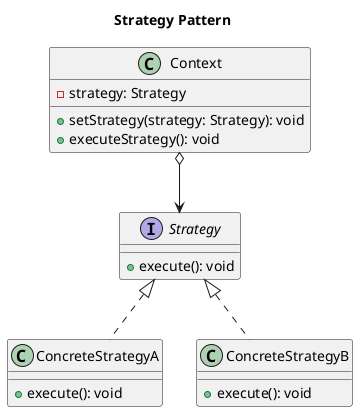 Strategy Pattern
C Context
strategy: Strategy
setStrategy(strategy: Strategy): void
executeStrategy(): void
I Strategy
execute(): void
C ConcreteStrategyA
execute(): void
C ConcreteStrategyB
execute(): void